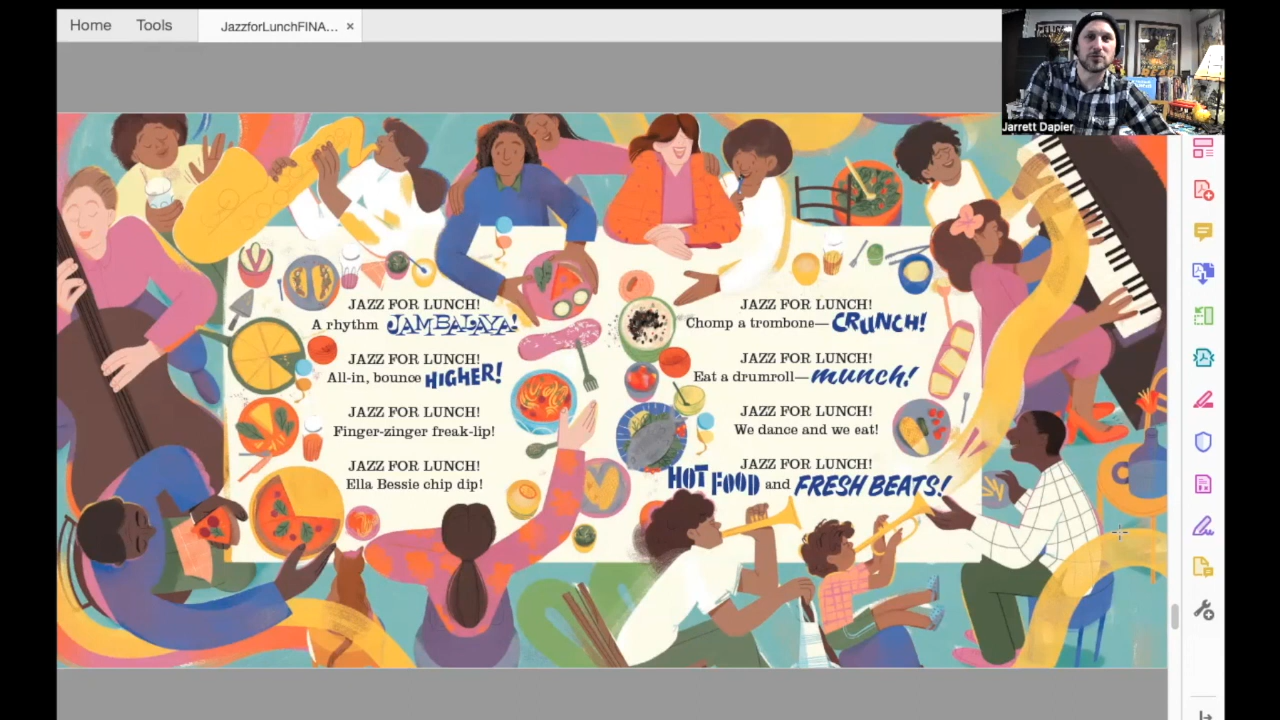 Home Tools JazzforLunchFINA... ×
Jarrett Dapier
JAZZ FOR LUNCH!
A rhythm JAMBALAYA!
JAZZ FOR LUNCH!
All-in, bounce HIGHER!
JAZZ FOR LUNCH!
Finger-zinger freak-lip!
JAZZ FOR LUNCH!
Ella Bessie chip dip!
JAZZ FOR LUNCH!
Chomp a trombone—CRUNCH!
JAZZ FOR LUNCH!
Eat a drumroll—munch!
JAZZ FOR LUNCH!
We dance and we eat!
JAZZ FOR LUNCH!
HOT FOOD and FRESH BEATS!